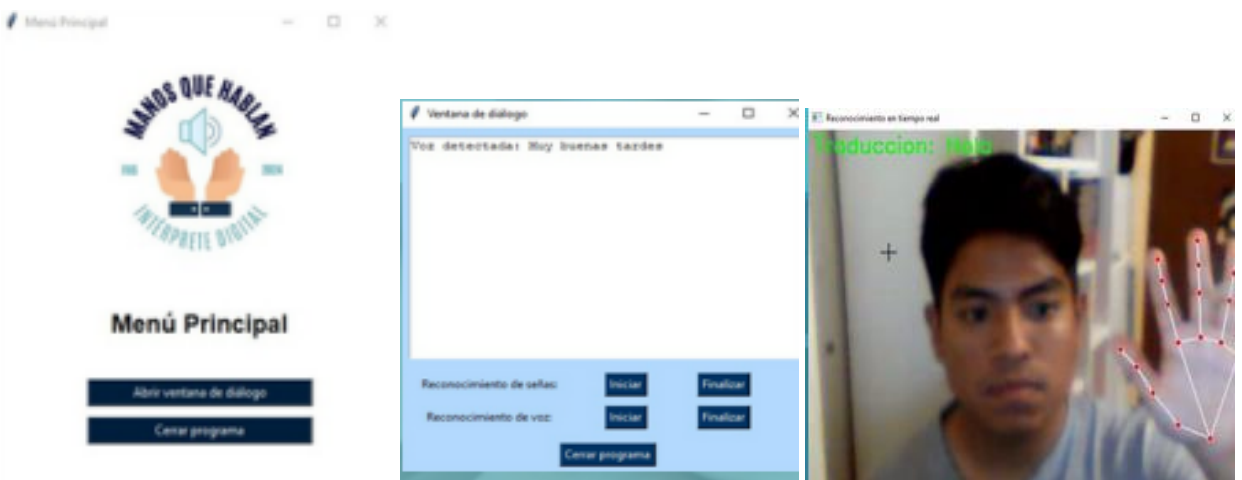 Menú Principal
MANOS QUE HABLAN
2024
INTÉRPRETE DIGITAL
Menú Principal
Abrir ventana de diálogo
Cerrar programa
Ventana de diálogo
Voz detectada: Muy buenas tardes
Reconocimiento de señas: Iniciar Finalizar
Reconocimiento de voz: Iniciar Finalizar
Cerrar programa
Reconocimiento en tiempo real
Traduccion: